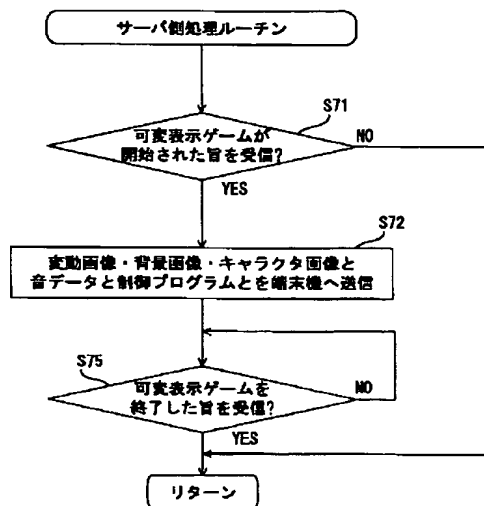 サーバ側処理ルーチン
S71
可変表示ゲームが
開始された旨を受信?
NO
YES
S72
変動画像・背景画像・キャラクタ画像と
音データと制御プログラムとを端末機へ送信
S75
可変表示ゲームを
終了した旨を受信?
NO
YES
リターン